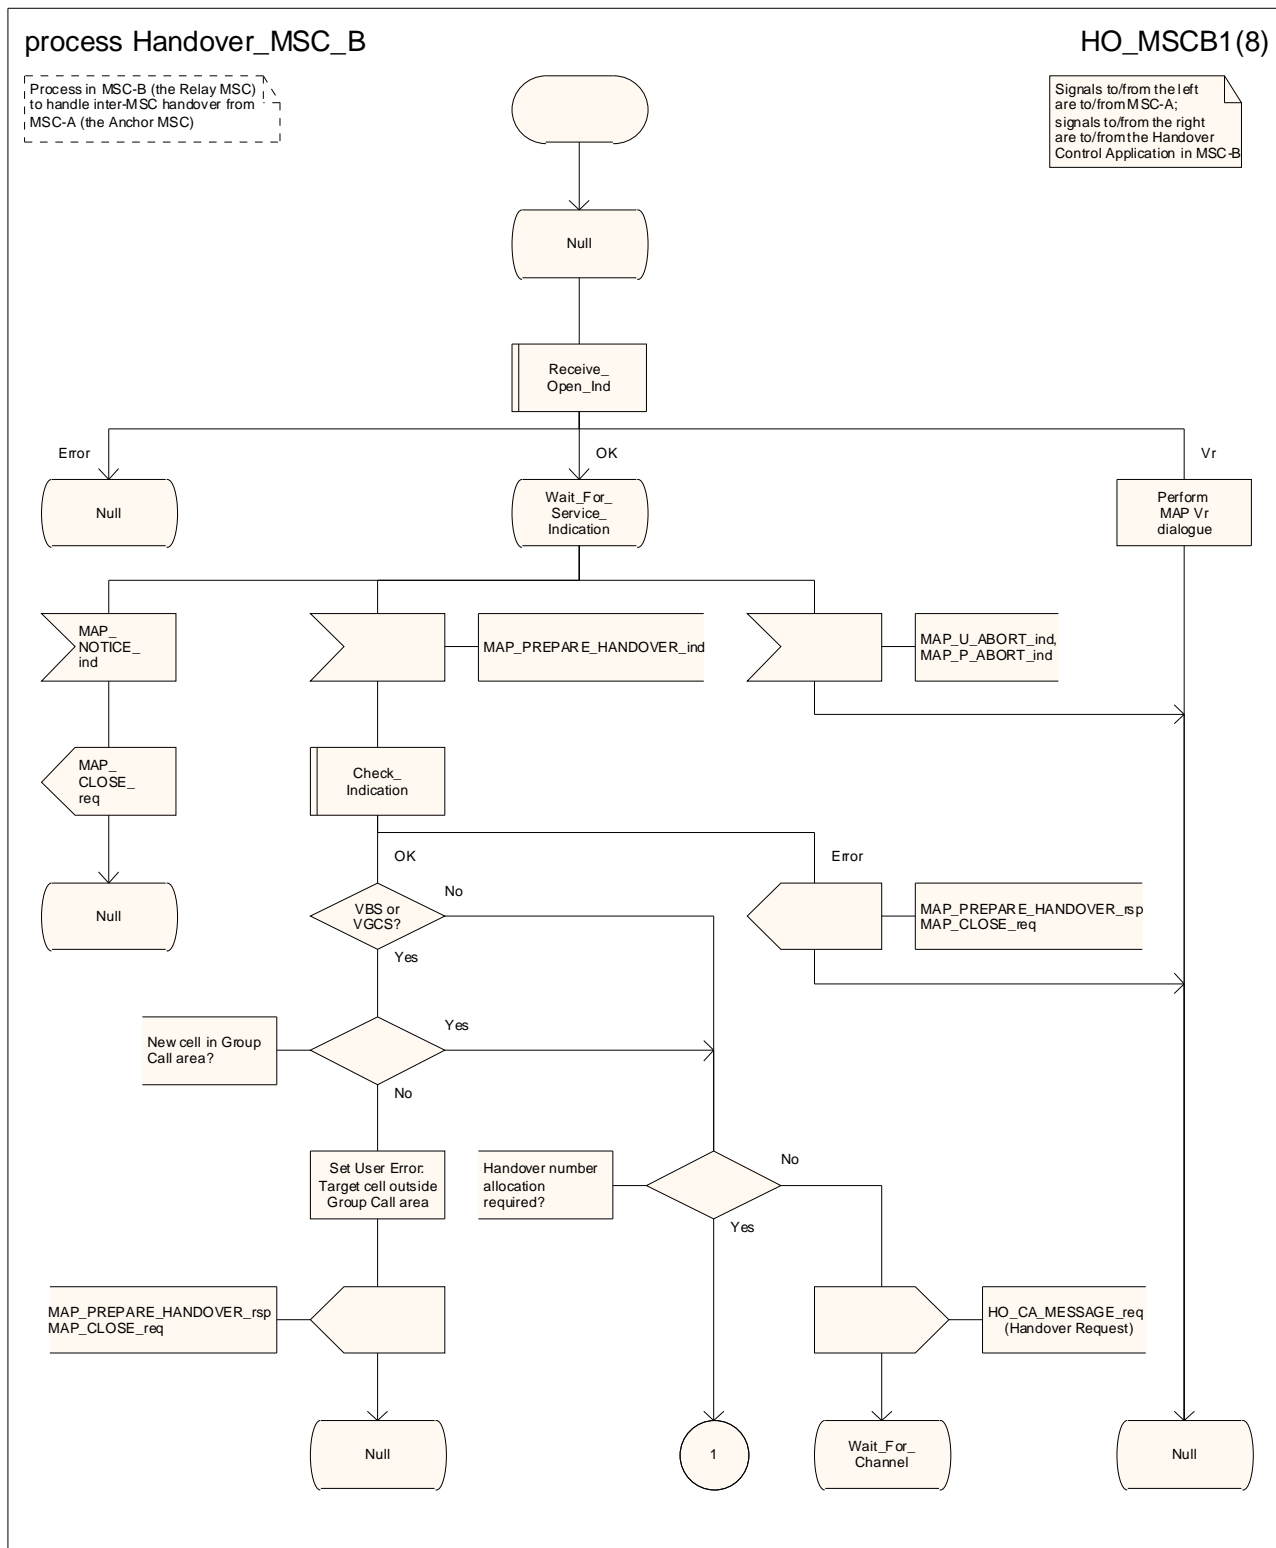 process Handover_MSC_B
HO_MSCB1(8)
Process in MSC-B (the Relay MSC)
to handle inter-MSC handover from
MSC-A (the Anchor MSC)
Signals to/from the left
are to/from MSC-A;
signals to/from the right
are to/from the Handover
Control Application in MSC-B
Null
Receive_
Open_Ind
Error
OK
Vr
Null
Wait_For_
Service_
Indication
Perform
MAP Vr
dialogue
MAP_
NOTICE_
ind
MAP_PREPARE_HANDOVER_ind
MAP_U_ABORT_ind,
MAP_P_ABORT_ind
MAP_
CLOSE_
req
Check_
Indication
OK
Error
Null
VBS or
VGCS?
No
Yes
MAP_PREPARE_HANDOVER_rsp
MAP_CLOSE_req
New cell in Group
Call area?
Yes
No
Set User Error:
Target cell outside
Group Call area
Handover number
allocation
required?
No
Yes
MAP_PREPARE_HANDOVER_rsp
MAP_CLOSE_req
HO_CA_MESSAGE_req
(Handover Request)
Null
1
Wait_For_
Channel
Null